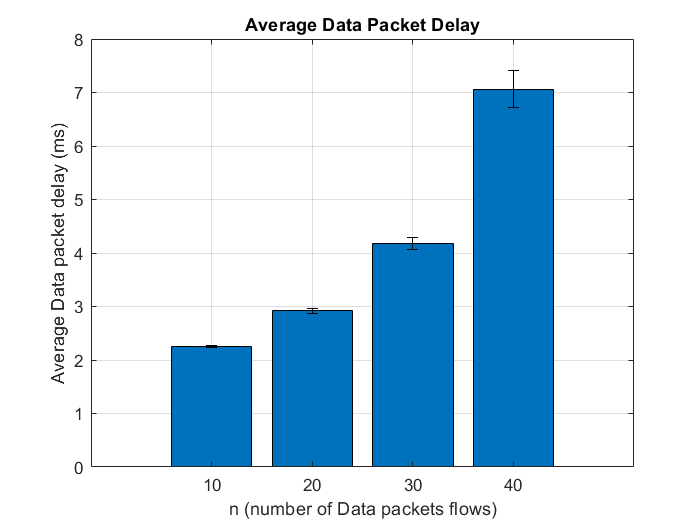 Average Data Packet Delay
Average Data packet delay (ms)
8
7
6
5
4
3
2
1
0
10 20 30 40
n (number of Data packets flows)